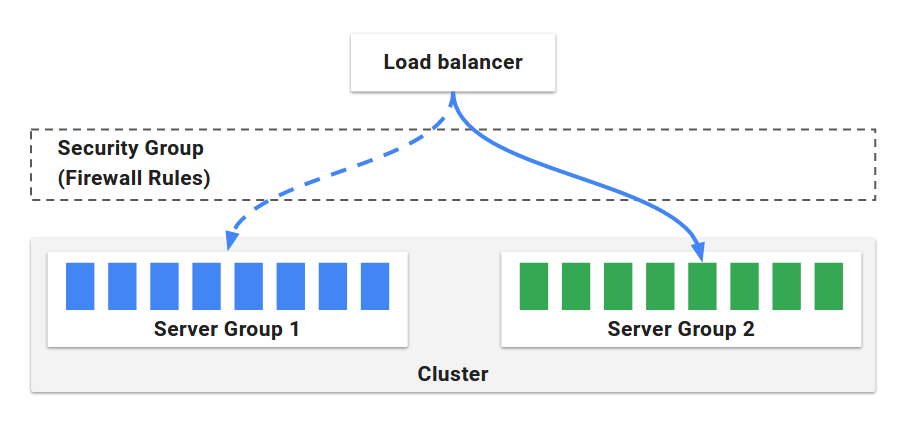 Load balancer
Security Group
(Firewall Rules)
Server Group 1
Server Group 2
Cluster